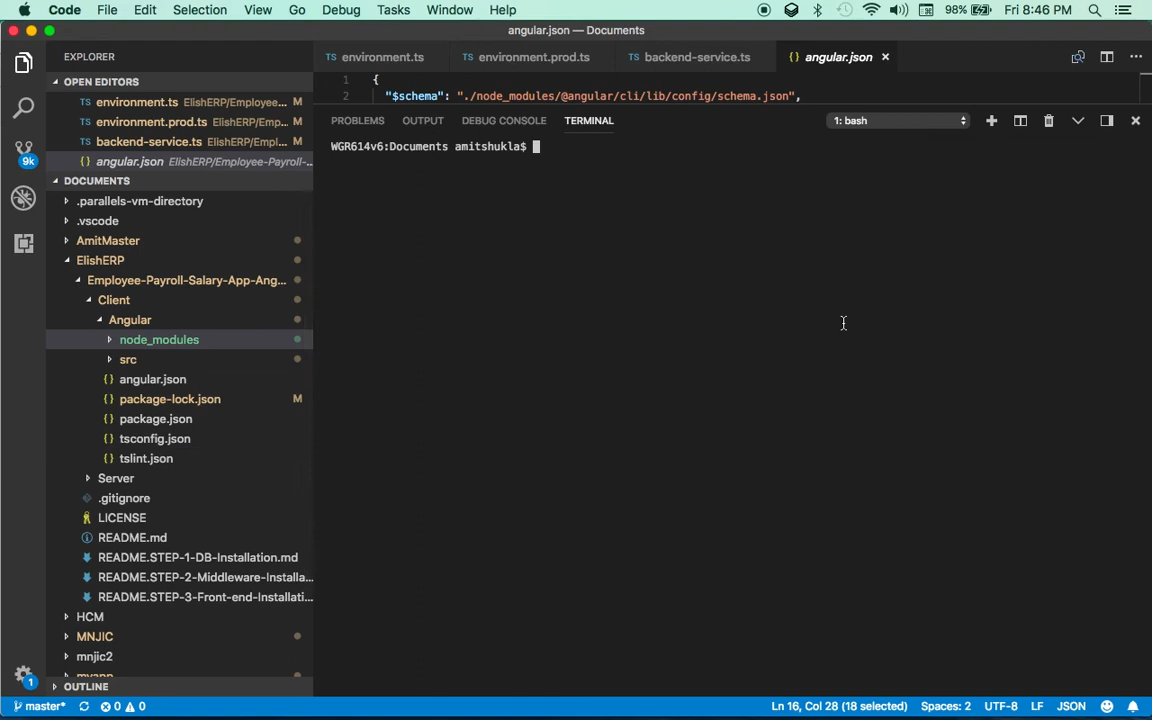 Code File Edit Selection View Go Debug Tasks Window Help 98% Fri 8:46 PM
angular.json — Documents
EXPLORER
environment.ts environment.prod.ts backend-service.ts angular.json
OPEN EDITORS
environment.ts ElishERP/Employee... M
environment.prod.ts ElishERP/Emp... M
backend-service.ts ElishERP/Empl... M
angular.json ElishERP/Employee-Payroll-...
1 {
2 "$schema": "./node_modules/@angular/cli/lib/config/schema.json",
PROBLEMS OUTPUT DEBUG CONSOLE TERMINAL 1: bash
WGR614v6:Documents amitshukla$
DOCUMENTS
.parallels-vm-directory
.vscode
AmitMaster
ElishERP
Employee-Payroll-Salary-App-Ang...
Client
Angular
node_modules
src
angular.json
package-lock.json M
package.json
tsconfig.json
tslint.json
Server
.gitignore
LICENSE
README.md
README.STEP-1-DB-Installation.md
README.STEP-2-Middleware-Installa...
README.STEP-3-Front-end-Installati...
HCM
MNJIC
mnjic2
OUTLINE
9k
1
master* 0 0 Ln 16, Col 28 (18 selected) Spaces: 2 UTF-8 LF JSON